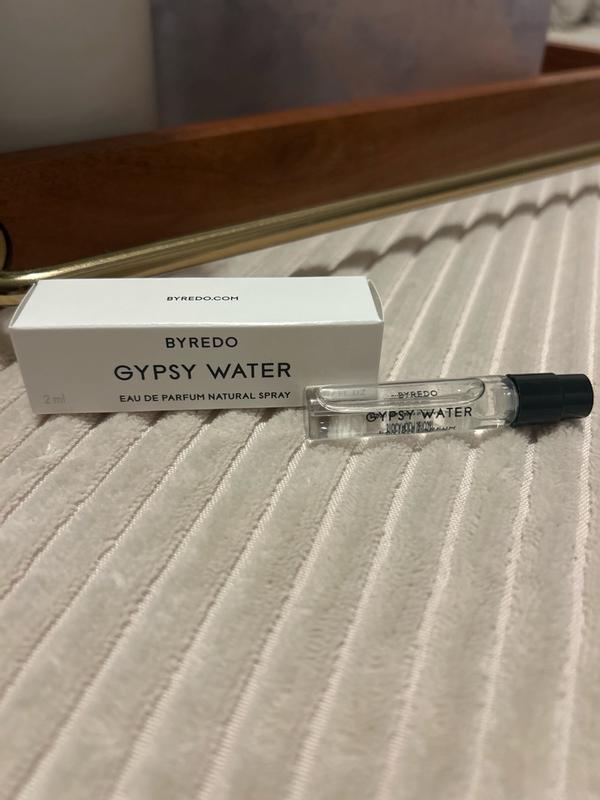 BYREDO.COM
BYREDO
GYPSY WATER
2 ml
EAU DE PARFUM NATURAL SPRAY
BYREDO
GYPSY WATER